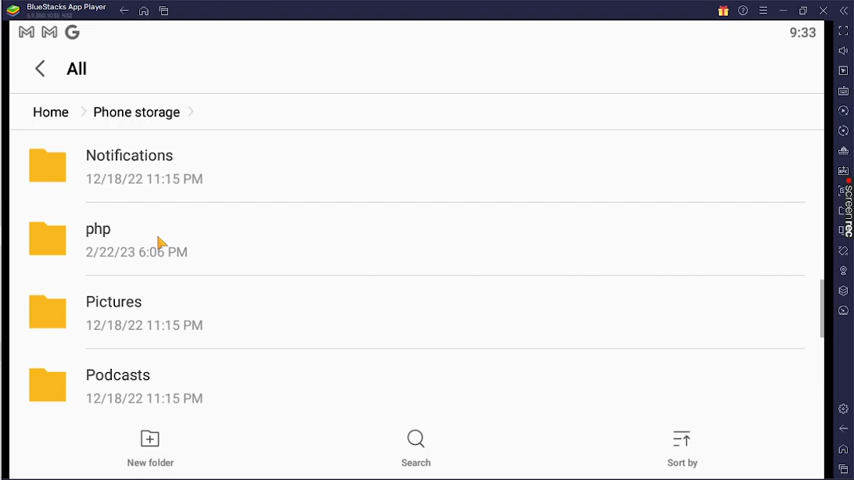 BlueStacks App Player
9:33
All
Home
Phone storage
Notifications
12/18/22 11:15 PM
php
2/22/23 6:06 PM
Pictures
12/18/22 11:15 PM
Podcasts
12/18/22 11:15 PM
New folder
Search
Sort by
screenrec